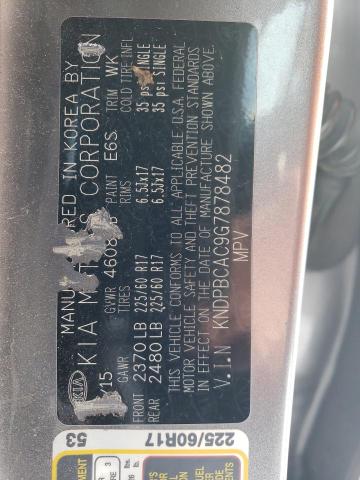 MANU RED IN KOREA BY
KIA MOT S CORPORATION
KIA
/15 GVWR 4608 B PAINT E6S TRIM WK
GAWR TIRES RIMS COLD TIRE INFL.
FRONT 2370 LB 225/60 R17 6.5Jx17 35 psi SINGLE
REAR 2480 LB 225/60 R17 6.5Jx17 35 psi SINGLE
THIS VEHICLE CONFORMS TO ALL APPLICABLE U.S.A. FEDERAL
MOTOR VEHICLE SAFETY AND THEFT PREVENTION STANDARDS
IN EFFECT ON THE DATE OF MANUFACTURE SHOWN ABOVE.
V.I.N KNDPBCAC9G7878482
MPV
53
225/60R17